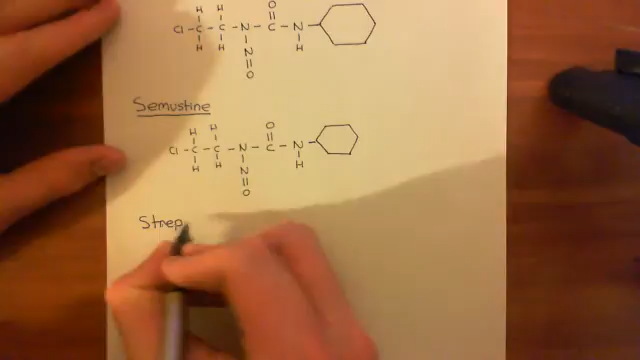 H H O
Cl - C - C - N - C - N
H H N H
O
Semustine
H H O
Cl - C - C - N - C - N
H H N H
O
Strep